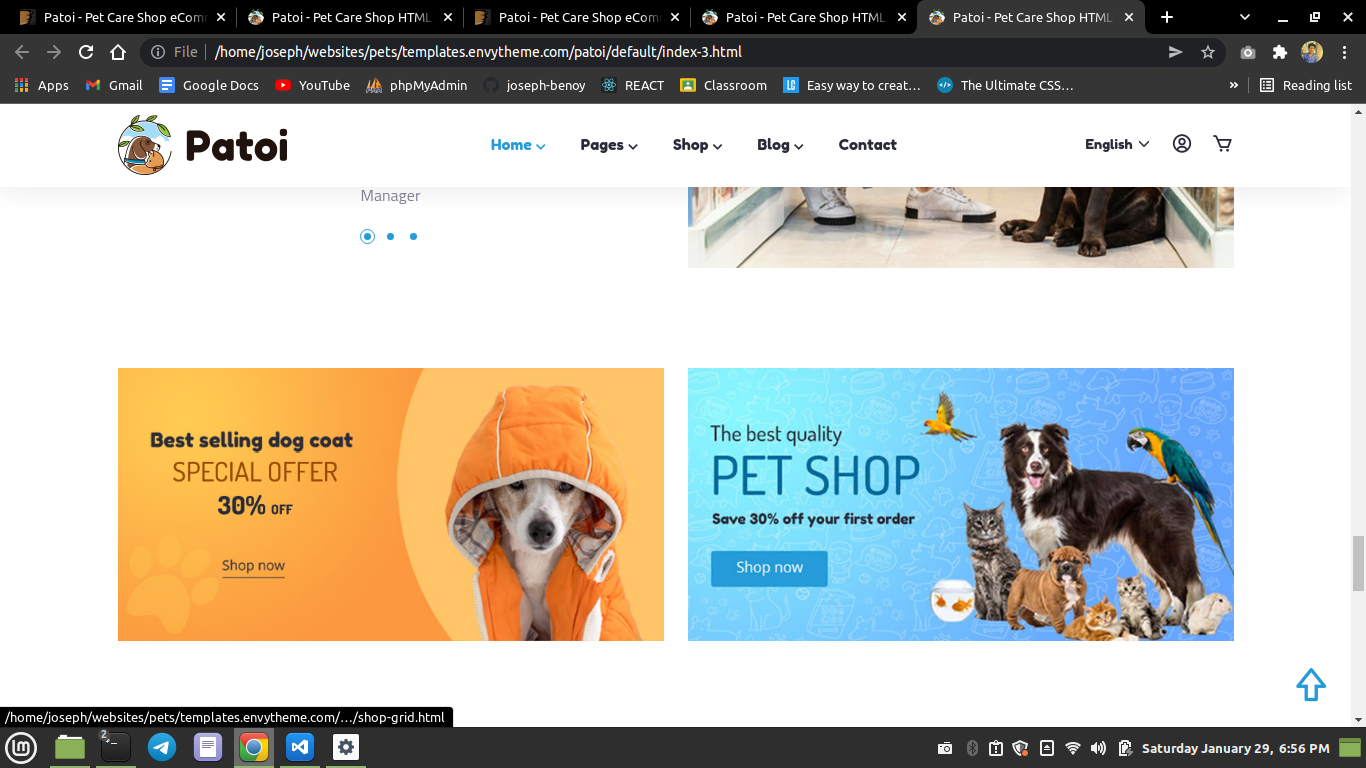 Patoi - Pet Care Shop eCom
Patoi - Pet Care Shop HTML
Patoi - Pet Care Shop eCom
Patoi - Pet Care Shop HTML
Patoi - Pet Care Shop HTML
File
/home/joseph/websites/pets/templates.envytheme.com/patoi/default/index-3.html
Apps
Gmail
Google Docs
YouTube
phpMyAdmin
joseph-benoy
REACT
Classroom
LC
Easy way to creat...
The Ultimate CSS...
»
Reading list
Patoi
Home
Pages
Shop
Blog
Contact
English
Manager
Best selling dog coat
SPECIAL OFFER
30% OFF
Shop now
The best quality
PET SHOP
Save 30% off your first order
Shop now
/home/joseph/websites/pets/templates.envytheme.com/.../shop-grid.html
2
Saturday January 29, 6:56 PM